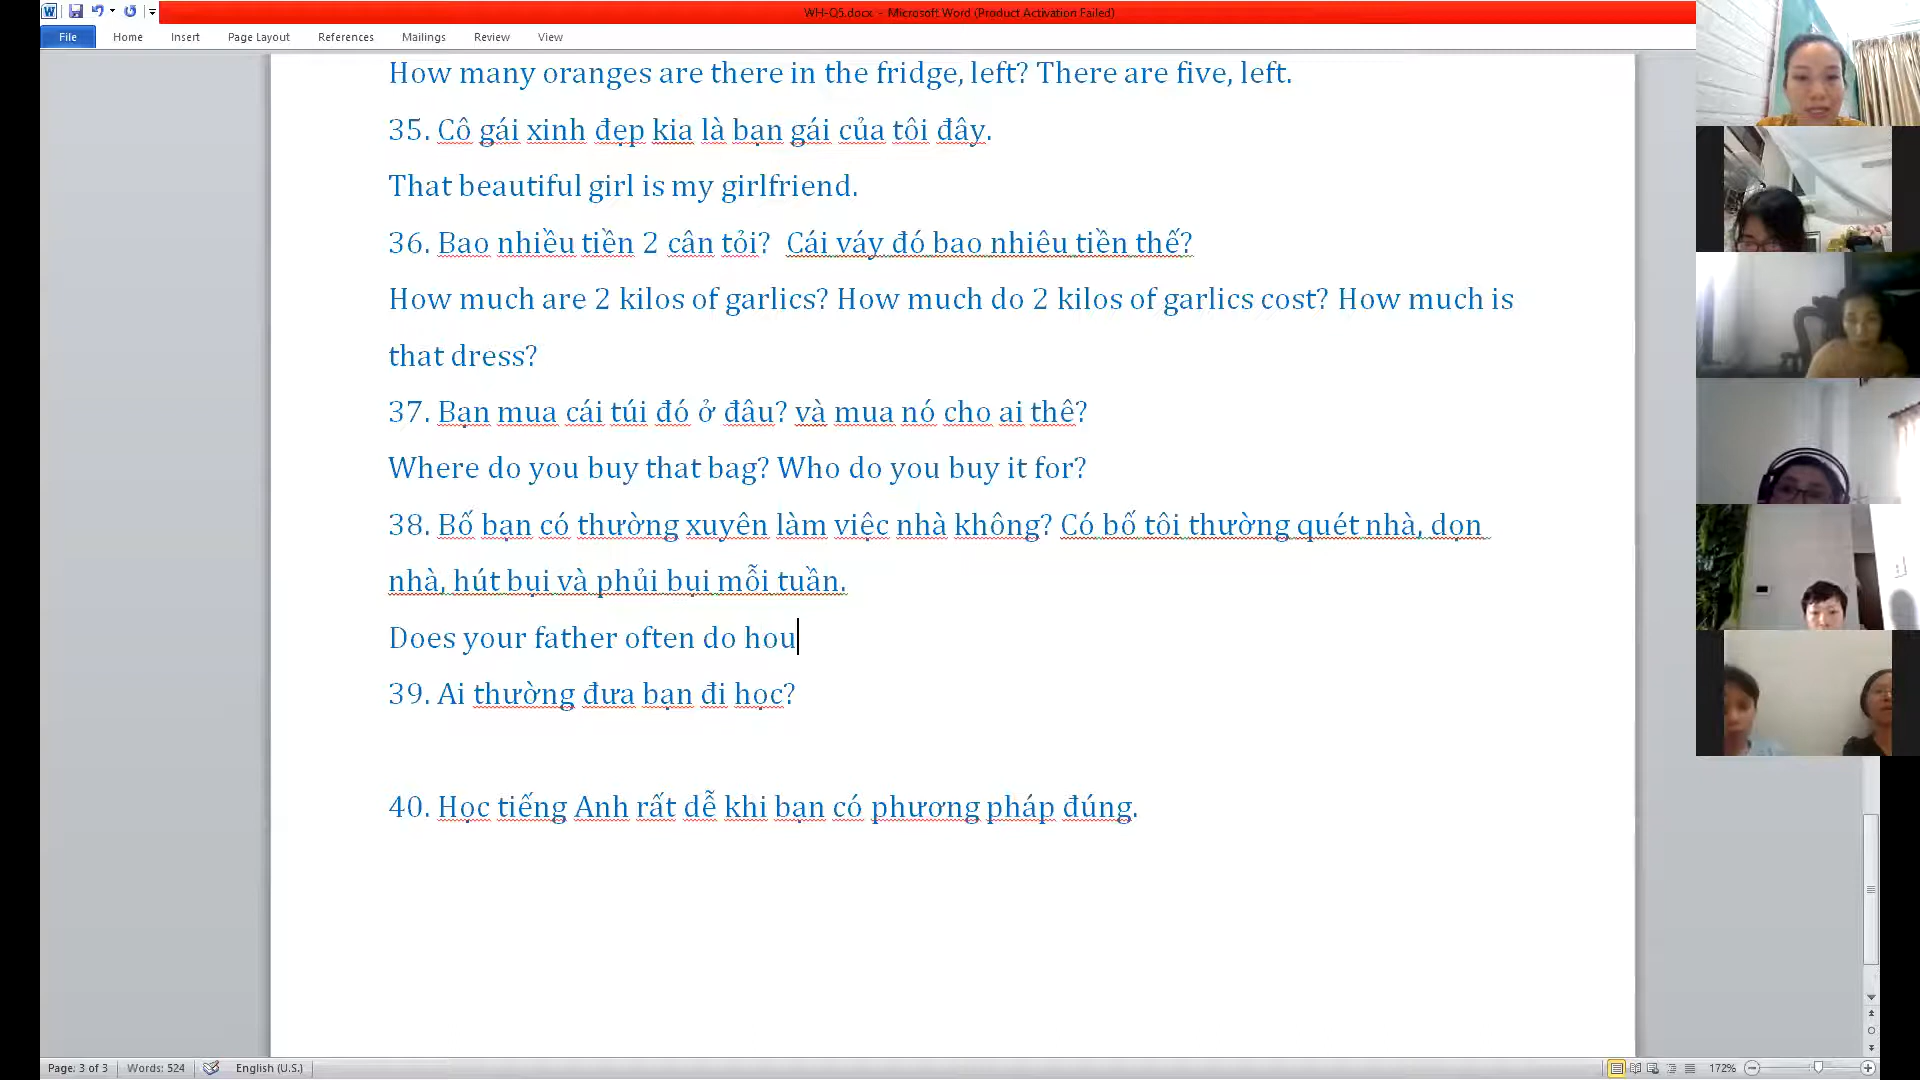 WH-Q5.docx - Microsoft Word (Product Activation Failed)
File Home Insert Page Layout References Mailings Review View
How many oranges are there in the fridge, left? There are five, left.
35. Cô gái xinh đẹp kia là bạn gái của tôi đây.
That beautiful girl is my girlfriend.
36. Bao nhiều tiền 2 cân tỏi?  Cái váy đó bao nhiêu tiền thế?
How much are 2 kilos of garlics? How much do 2 kilos of garlics cost? How much is
that dress?
37. Bạn mua cái túi đó ở đâu? và mua nó cho ai thê?
Where do you buy that bag? Who do you buy it for?
38. Bố bạn có thường xuyên làm việc nhà không? Có bố tôi thường quét nhà, dọn
nhà, hút bụi và phủi bụi mỗi tuần.
Does your father often do hou
39. Ai thường đưa bạn đi học?
40. Học tiếng Anh rất dễ khi bạn có phương pháp đúng.
Page: 3 of 3 Words: 524 English (U.S.) 172%